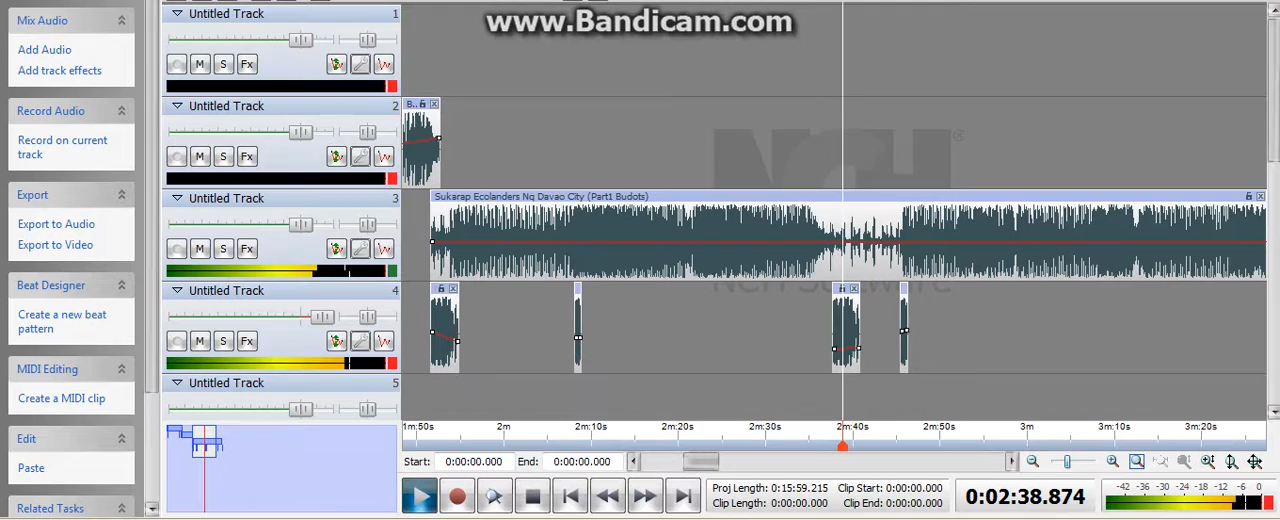 www.Bandicam.com
Mix Audio
Add Audio
Add track effects
Record Audio
Record on current
track
Export
Export to Audio
Export to Video
Beat Designer
Create a new beat
pattern
MIDI Editing
Create a MIDI clip
Edit
Paste
Related Tasks
Untitled Track 1
M S Fx
Untitled Track 2
M S Fx
B..
Untitled Track 3
M S Fx
Sukarap Ecolanders Ng Davao City (Part1 Budots)
NCH
NCH Software
Untitled Track 4
M S Fx
Untitled Track 5
1m:50s 2m 2m:10s 2m:20s 2m:30s 2m:40s 2m:50s 3m 3m:10s 3m:20s
Start: 0:00:00.000 End: 0:00:00.000
Proj Length: 0:15:59.215 Clip Start: 0:00:00.000
Clip Length: 0:00:00.000 Clip End: 0:00:00.000
0:02:38.874
-42 -36 -30 -24 -18 -12 -6 0